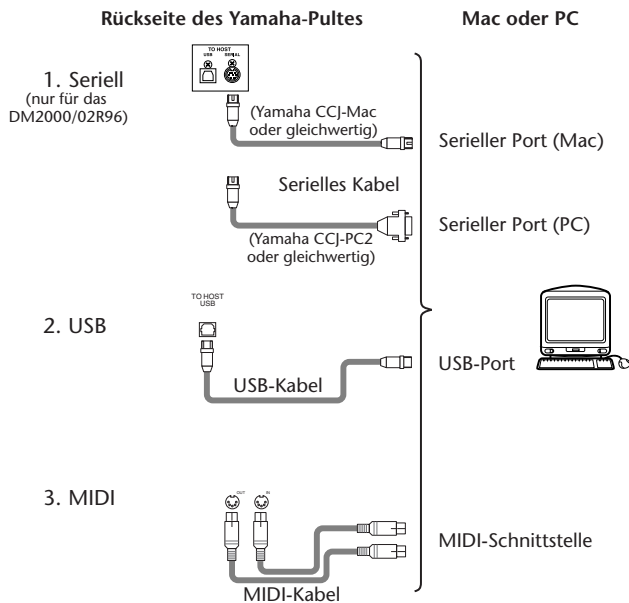 Rückseite des Yamaha-Pultes
Mac oder PC
TO HOST
USB SERIAL
1. Seriell
(nur für das
DM2000/02R96)
(Yamaha CCJ-Mac
oder gleichwertig)
Serieller Port (Mac)
Serielles Kabel
Serieller Port (PC)
(Yamaha CCJ-PC2
oder gleichwertig)
TO HOST
USB
2. USB
USB-Port
USB-Kabel
3. MIDI
OUT IN
MIDI-Schnittstelle
MIDI-Kabel